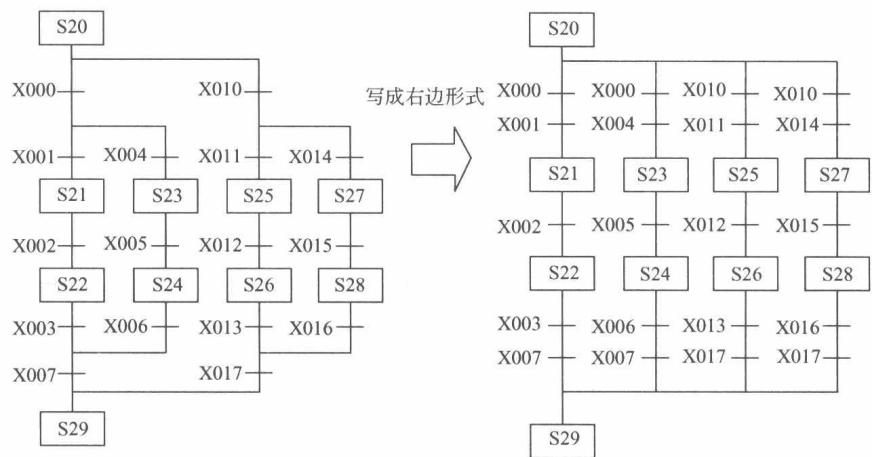 S20
X000 X010
X001 X004 X011 X014
S21 S23 S25 S27
X002 X005 X012 X015
S22 S24 S26 S28
X003 X006 X013 X016
X007 X017
S29
写成右边形式
S20
X000 X000 X010 X010
X001 X004 X011 X014
S21 S23 S25 S27
X002 X005 X012 X015
S22 S24 S26 S28
X003 X006 X013 X016
X007 X007 X017 X017
S29